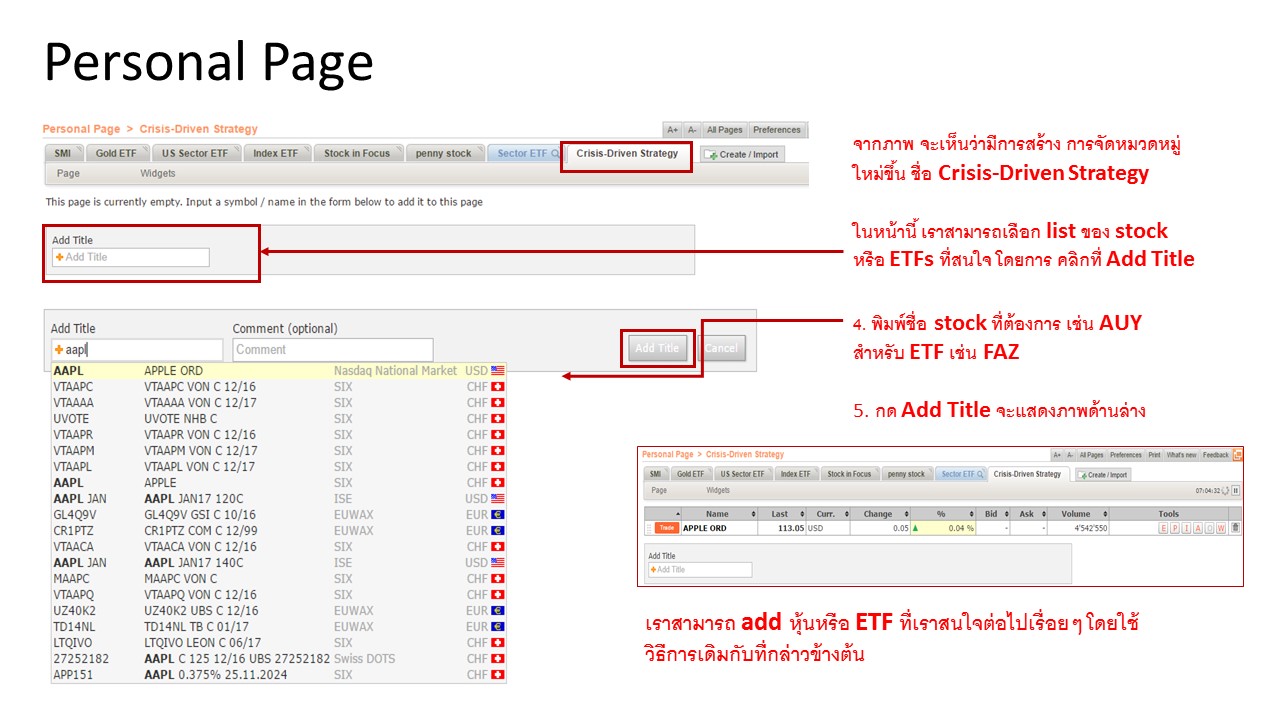 Personal Page
Personal Page > Crisis-Driven Strategy
A+ A- All Pages Preferences
SMI Gold ETF US Sector ETF Index ETF Stock in Focus penny stock Sector ETF Crisis-Driven Strategy Create / Import
Page Widgets
This page is currently empty. Input a symbol / name in the form below to add it to this page
Add Title
Add Title
จากภาพ จะเห็นว่ามีการสร้าง การจัดหมวดหมู่
ใหม่ขึ้น ชื่อ Crisis-Driven Strategy
ในหน้านี้ เราสามารถเลือก list ของ stock
หรือ ETFs ที่สนใจ โดยการ คลิกที่ Add Title
Add Title Comment (optional)
aapl Comment Add Title Cancel
AAPL APPLE ORD Nasdaq National Market USD
VTAAPC VTAAPC VON C 12/16 SIX CHF
VTAAAA VTAAAA VON C 12/17 SIX CHF
UVOTE UVOTE NHB C SIX CHF
VTAAPR VTAAPR VON C 12/16 SIX CHF
VTAAPM VTAAPM VON C 12/17 SIX CHF
VTAAPL VTAAPL VON C 12/17 SIX CHF
AAPL APPLE SIX CHF
AAPL JAN AAPL JAN17 120C ISE USD
GL4Q9V GL4Q9V GSI C 10/16 EUWAX EUR
CR1PTZ CR1PTZ COM C 12/99 EUWAX EUR
VTAACA VTAACA VON C 12/16 SIX CHF
AAPL JAN AAPL JAN17 140C ISE USD
MAAPC MAAPC VON C SIX CHF
VTAAPQ VTAAPQ VON C 12/16 SIX CHF
UZ40K2 UZ40K2 UBS C 12/16 EUWAX EUR
TD14NL TD14NL TB C 01/17 EUWAX EUR
LTQIVO LTQIVO LEON C 06/17 SIX CHF
27252182 AAPL C 125 12/16 UBS 27252182 Swiss DOTS CHF
APP151 AAPL 0.375% 25.11.2024 SIX CHF
4. พิมพ์ชื่อ stock ที่ต้องการ เช่น AUY
สำหรับ ETF เช่น FAZ
5. กด Add Title จะแสดงภาพด้านล่าง
Personal Page > Crisis-Driven Strategy
A+ A- All Pages Preferences Print What's new Feedback
SMI Gold ETF US Sector ETF Index ETF Stock in Focus penny stock Sector ETF Crisis-Driven Strategy Create / Import
Page Widgets 07:04:32
Name Last Curr. Change % Bid Ask Volume Tools
Trade APPLE ORD 113.05 USD 0.05 0.04 % - - 4'542'550 E P I A O W
Add Title
Add Title
เราสามารถ add หุ้นหรือ ETF ที่เราสนใจต่อไปเรื่อย ๆ โดยใช้
วิธีการเดิมกับที่กล่าวข้างต้น